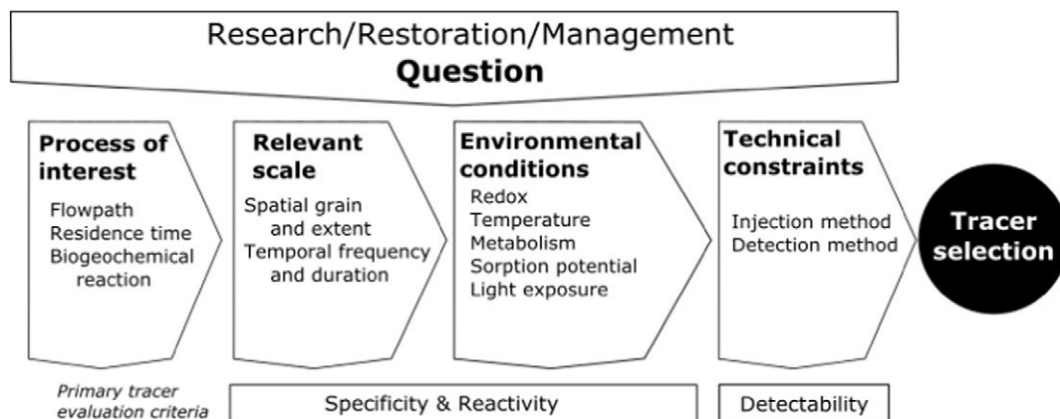 Research/Restoration/Management
Question
Process of
interest
Flowpath
Residence time
Biogeochemical
reaction
Relevant
scale
Spatial grain
and extent
Temporal frequency
and duration
Environmental
conditions
Redox
Temperature
Metabolism
Sorption potential
Light exposure
Technical
constraints
Injection method
Detection method
Tracer
selection
Primary tracer
evaluation criteria
Specificity & Reactivity
Detectability